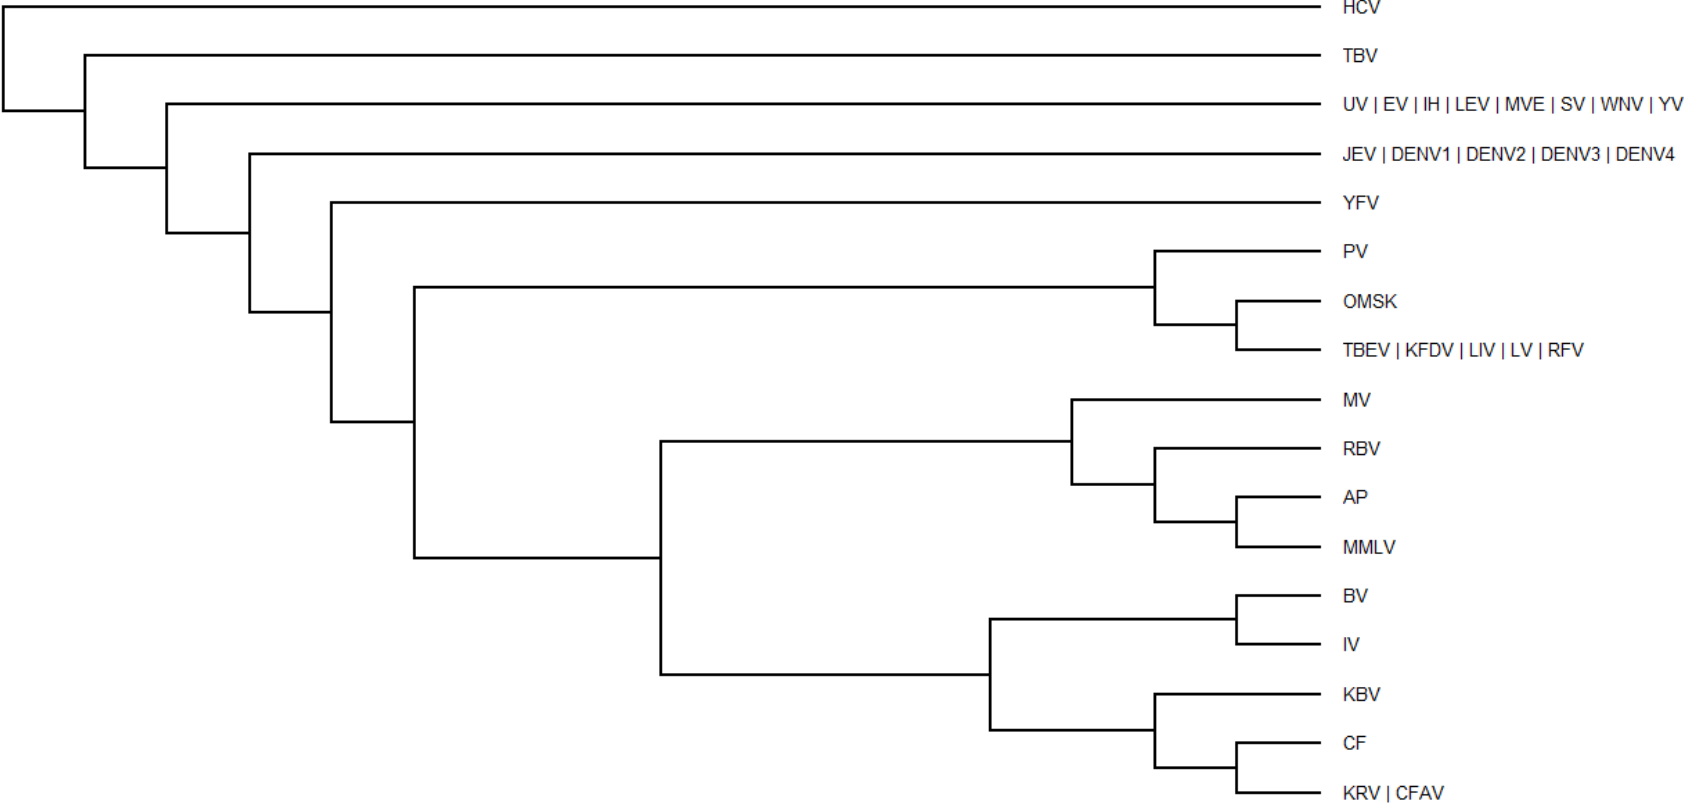 HCV
TBV
UV | EV | IH | LEV | MVE | SV | WNV | YV
JEV | DENV1 | DENV2 | DENV3 | DENV4
YFV
PV
OMSK
TBEV | KFDV | LIV | LV | RFV
MV
RBV
AP
MMLV
BV
IV
KBV
CF
KRV | CFAV